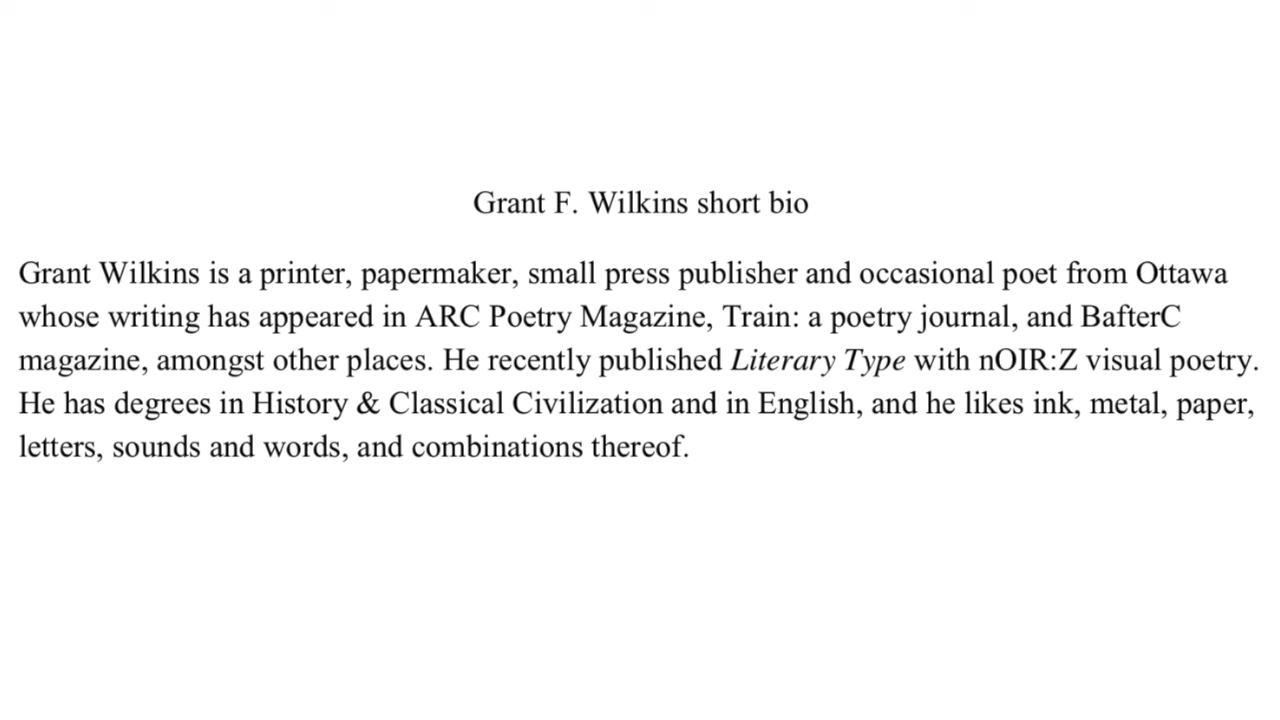 Grant F. Wilkins short bio
Grant Wilkins is a printer, papermaker, small press publisher and occasional poet from Ottawa
whose writing has appeared in ARC Poetry Magazine, Train: a poetry journal, and BafterC
magazine, amongst other places. He recently published Literary Type with nOIR:Z visual poetry.
He has degrees in History & Classical Civilization and in English, and he likes ink, metal, paper,
letters, sounds and words, and combinations thereof.